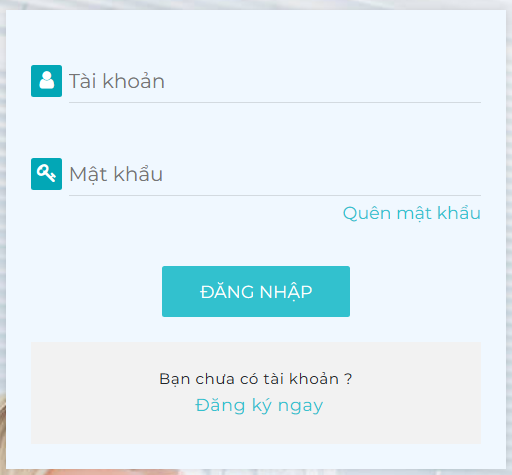 Tài khoản
Mật khẩu
Quên mật khẩu
ĐĂNG NHẬP
Bạn chưa có tài khoản ?
Đăng ký ngay